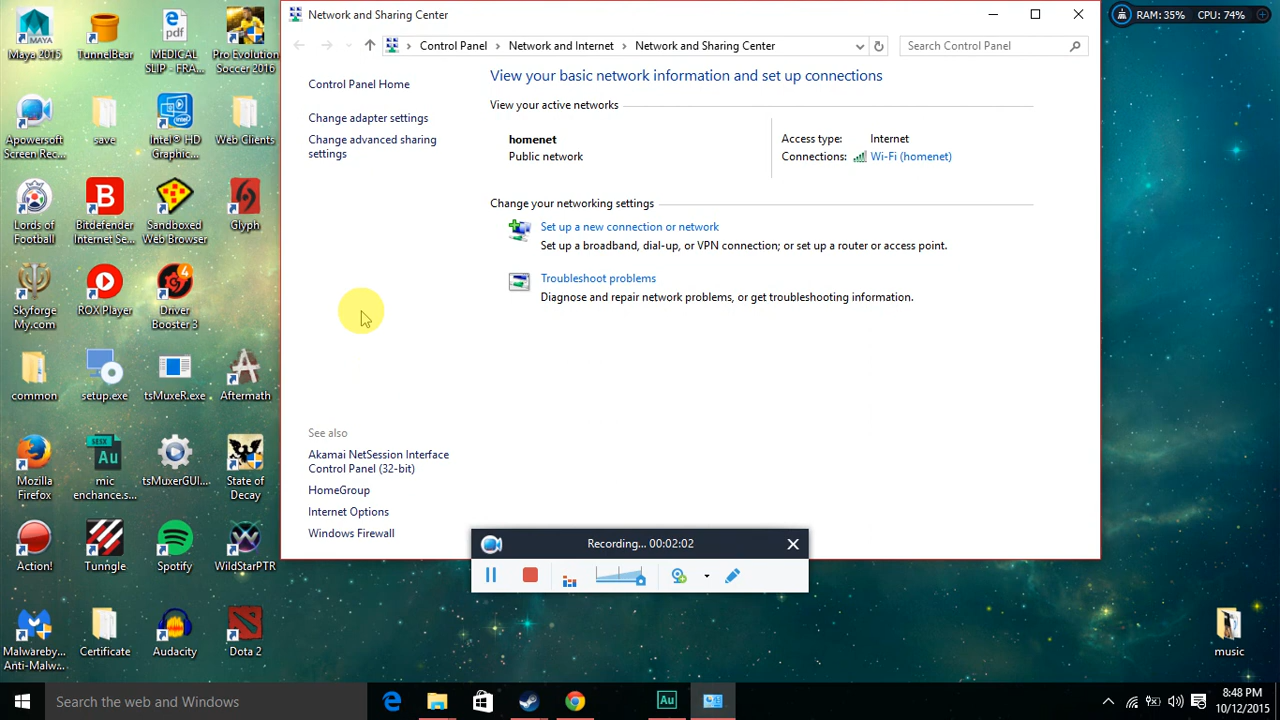 Maya 2015
TunnelBear
MEDICAL
SLIP - FRA...
Pro Evolution
Soccer 2016
Apowersoft
Screen Rec...
save
Intel® HD
Graphic...
Web Clients
Lords of
Football
Bitdefender
Internet Se...
Sandboxed
Web Browser
Glyph
Skyforge
My.com
ROX Player
Driver
Booster 3
Arcane
common
setup.exe
tsMuxeR.exe
Aftermath
Mozilla
Firefox
mic
enchance.s...
tsMuxerGUI...
State of
Decay
Action!
Tunngle
Spotify
WildStarPTR
Malwareby...
Anti-Malw...
Certificate
Audacity
Dota 2
Network and Sharing Center
Control Panel
Network and Internet
Network and Sharing Center
Search Control Panel
Control Panel Home
Change adapter settings
Change advanced sharing
settings
See also
Akamai NetSession Interface
Control Panel (32-bit)
HomeGroup
Internet Options
Windows Firewall
View your basic network information and set up connections
View your active networks
homenet
Public network
Access type: Internet
Connections: Wi-Fi (homenet)
Change your networking settings
Set up a new connection or network
Set up a broadband, dial-up, or VPN connection; or set up a router or access point.
Troubleshoot problems
Diagnose and repair network problems, or get troubleshooting information.
Recording... 00:02:02
RAM: 35% CPU: 74%
music
Search the web and Windows
Au
8:48 PM
10/12/2015